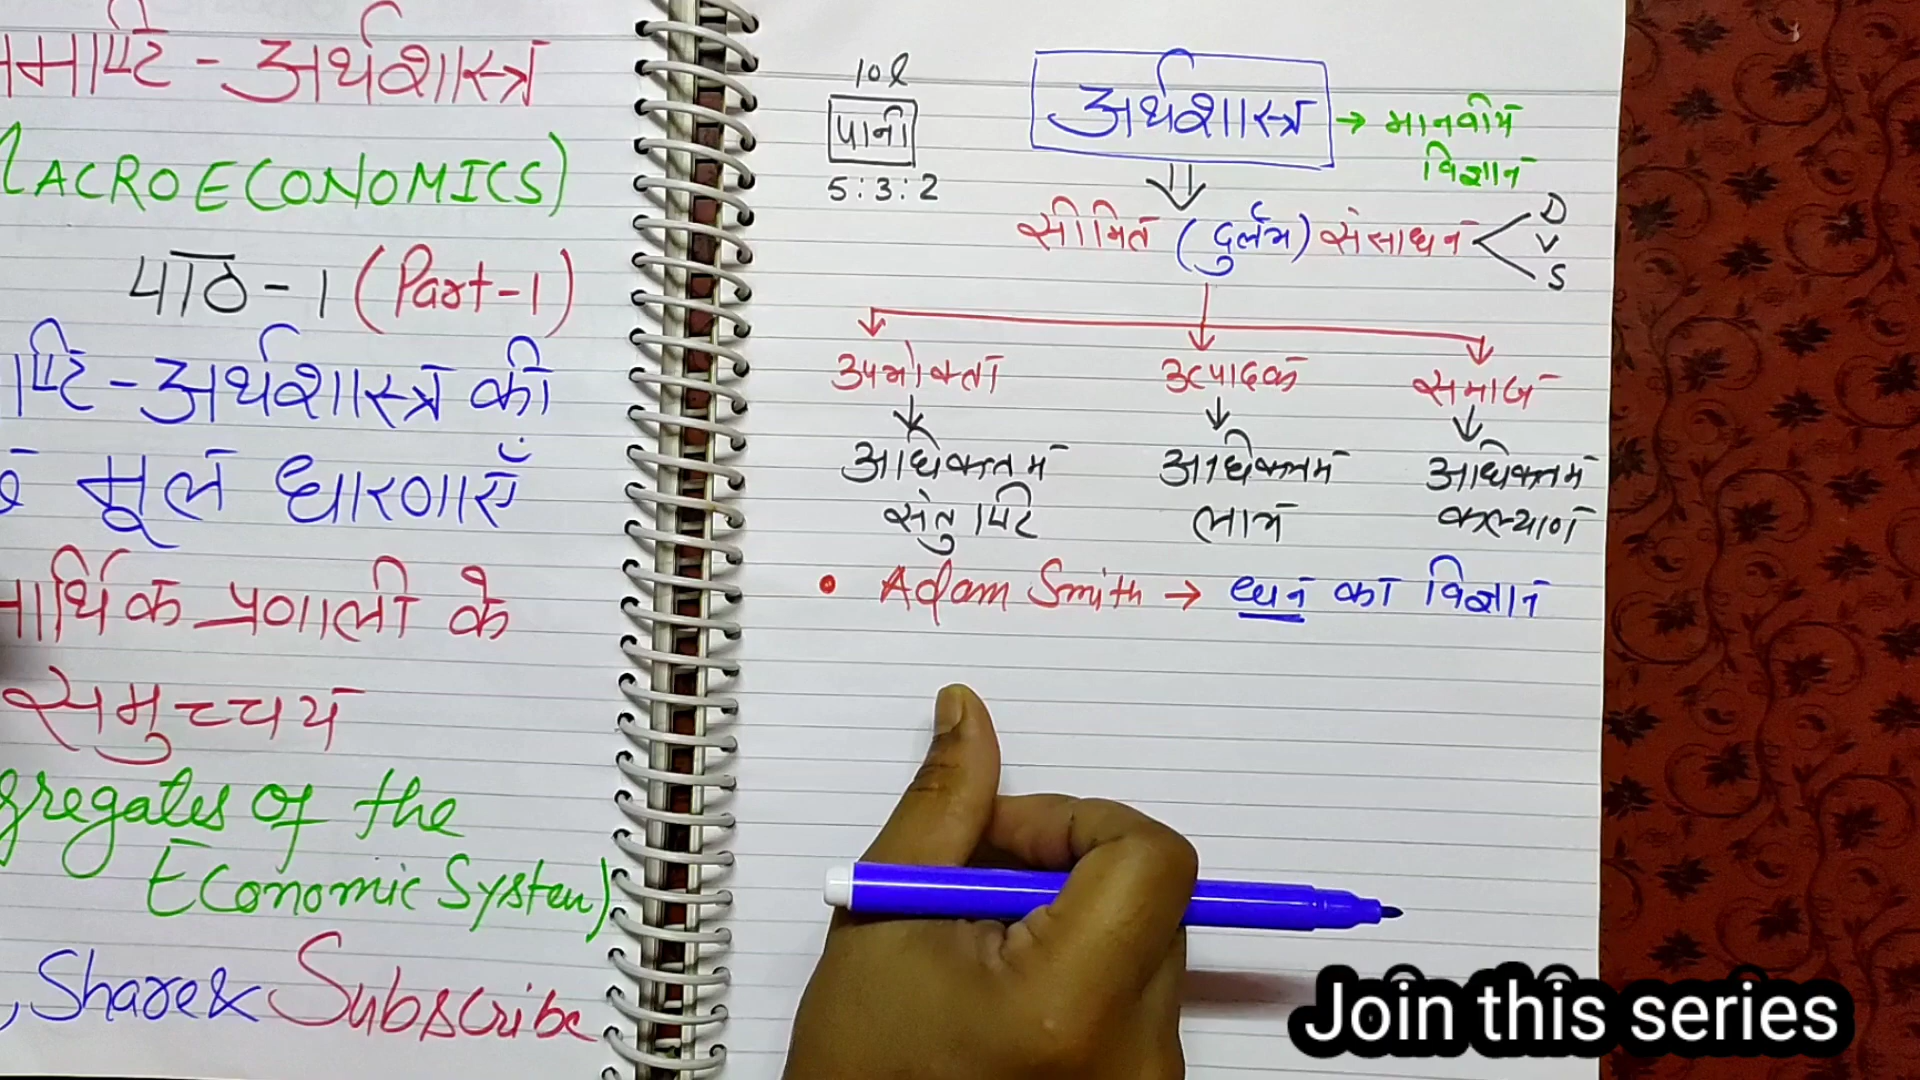 समष्टि - अर्थशास्त्र
MACROECONOMICS)
पाठ - 1 (Part-1)
ष्टि - अर्थशास्त्र की
मूल धारणाएँ
आर्थिक प्रणाली के
समुच्चय
gregates of the
Economic System)
, Share & Subscribe
10 l
पानी
5 : 3 : 2
अर्थशास्त्र → मानवीय
विज्ञान
सीमित (दुर्लभ) संसाधन
D
V
S
उपभोक्ता उत्पादक समाज
अधिकतम अधिकतम अधिकतम
संतुष्टि लाभ कल्याण
• Adam Smith → धन का विज्ञान
Join this series